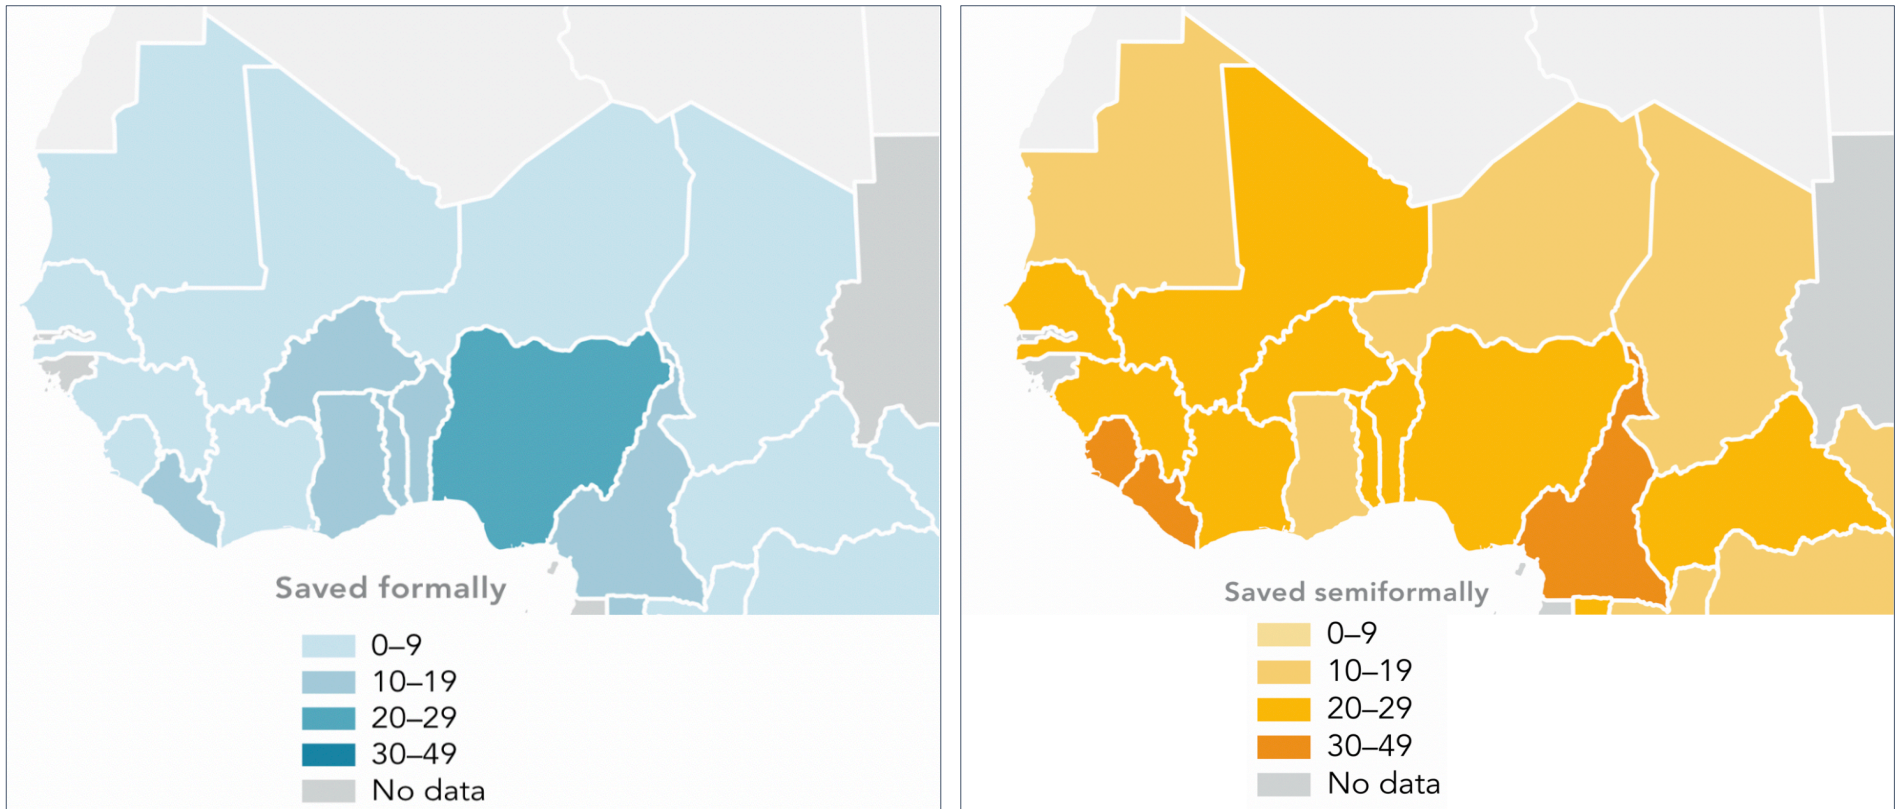 Saved formally
0–9
10–19
20–29
30–49
No data
Saved semiformally
0–9
10–19
20–29
30–49
No data